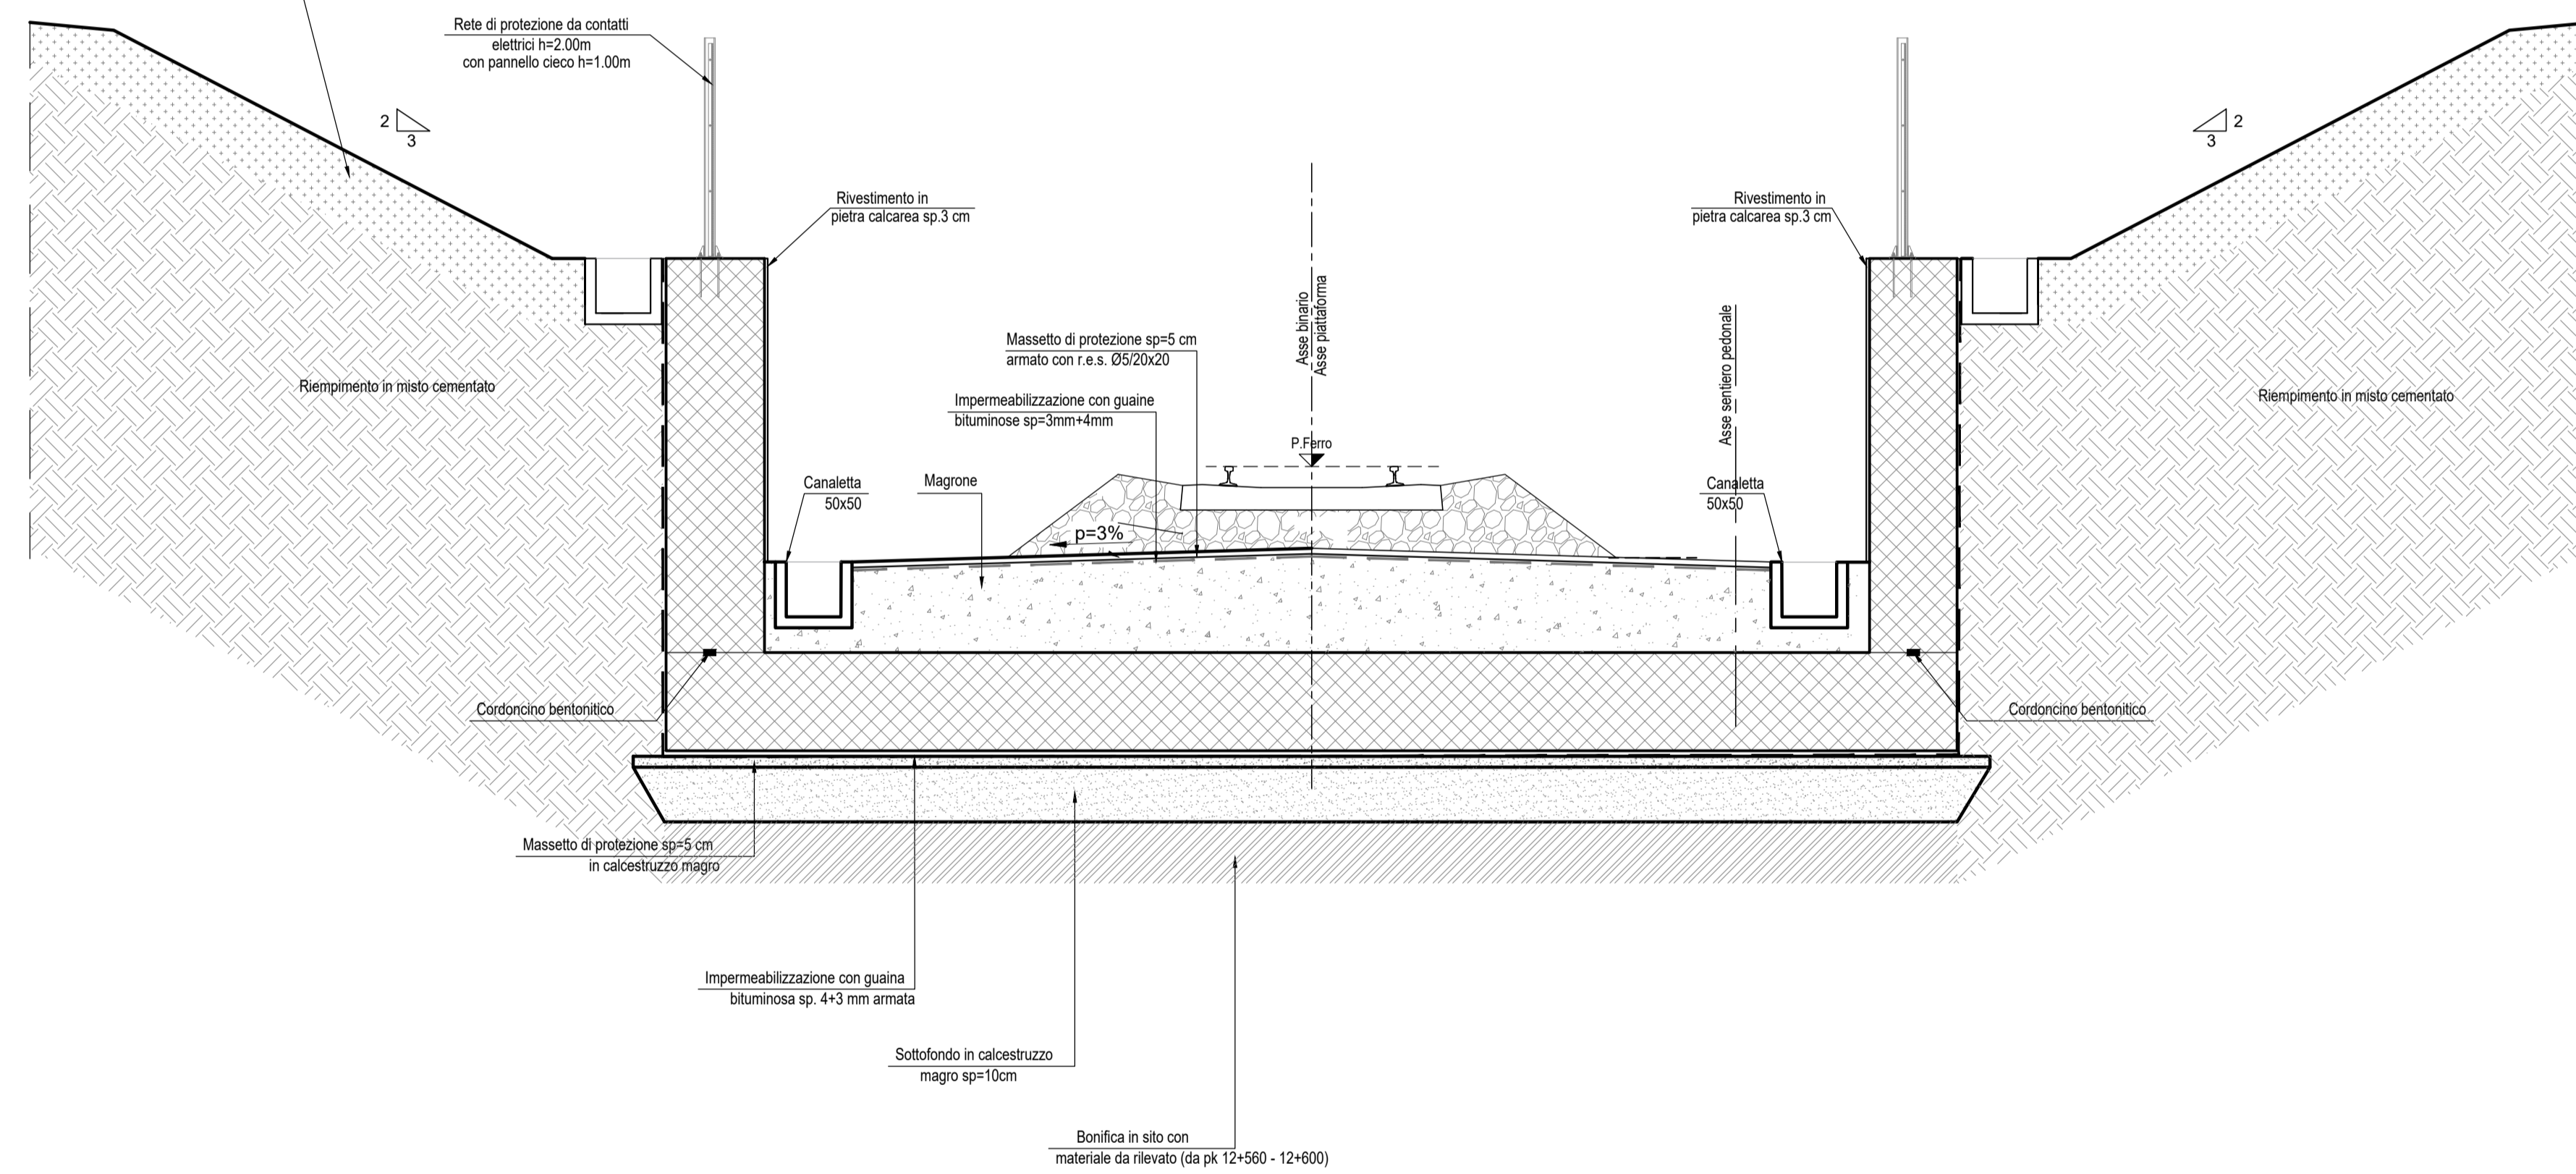 Rete di protezione da contatti
elettrici h=2.00m
con pannello cieco h=1.00m
2
3
2
3
Rivestimento in
pietra calcarea sp.3 cm
Rivestimento in
pietra calcarea sp.3 cm
Asse binario
Asse piattaforma
Asse sentiero pedonale
Massetto di protezione sp=5 cm
armato con r.e.s. Ø5/20x20
Riempimento in misto cementato
Riempimento in misto cementato
Impermeabilizzazione con guaine
bituminose sp=3mm+4mm
P.Ferro
Canaletta
50x50
Magrone
Canaletta
50x50
p=3%
Cordoncino bentonitico
Cordoncino bentonitico
Massetto di protezione sp=5 cm
in calcestruzzo magro
Impermeabilizzazione con guaina
bituminosa sp. 4+3 mm armata
Sottofondo in calcestruzzo
magro sp=10cm
Bonifica in sito con
materiale da rilevato (da pk 12+560 - 12+600)